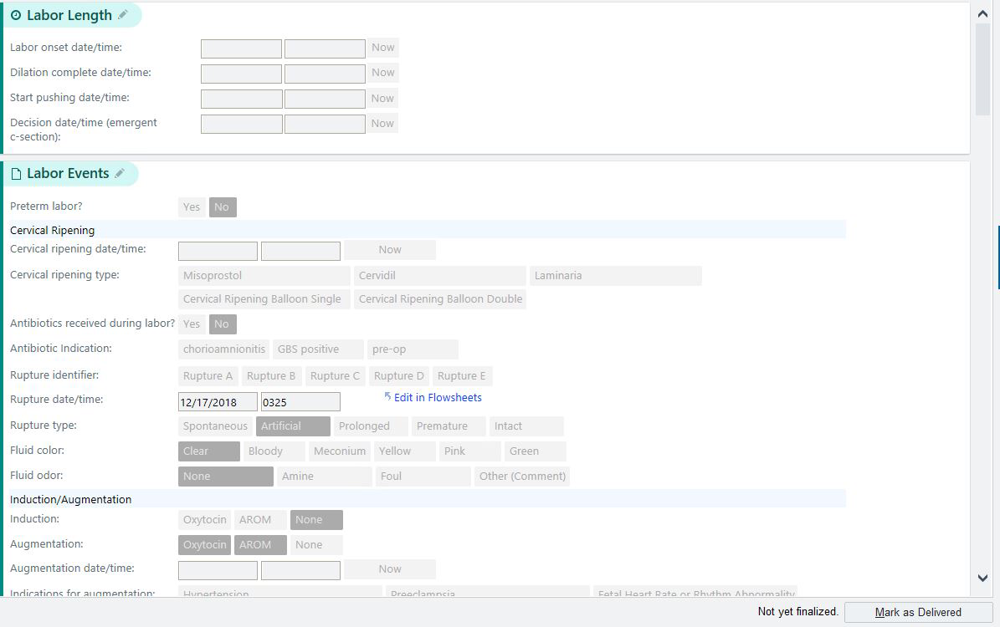 Labor Length
Labor onset date/time: Now
Dilation complete date/time: Now
Start pushing date/time: Now
Decision date/time (emergent
c-section): Now
Labor Events
Preterm labor? Yes No
Cervical Ripening
Cervical ripening date/time: Now
Cervical ripening type: Misoprostol Cervidil Laminaria
Cervical Ripening Balloon Single Cervical Ripening Balloon Double
Antibiotics received during labor? Yes No
Antibiotic Indication: chorioamnionitis GBS positive pre-op
Rupture identifier: Rupture A Rupture B Rupture C Rupture D Rupture E
Rupture date/time: 12/17/2018 0325 Edit in Flowsheets
Rupture type: Spontaneous Artificial Prolonged Premature Intact
Fluid color: Clear Bloody Meconium Yellow Pink Green
Fluid odor: None Amine Foul Other (Comment)
Induction/Augmentation
Induction: Oxytocin AROM None
Augmentation: Oxytocin AROM None
Augmentation date/time: Now
Indications for augmentation: Hypertension Preeclampsia Fetal Heart Rate or Rhythm Abnormality
Not yet finalized. Mark as Delivered